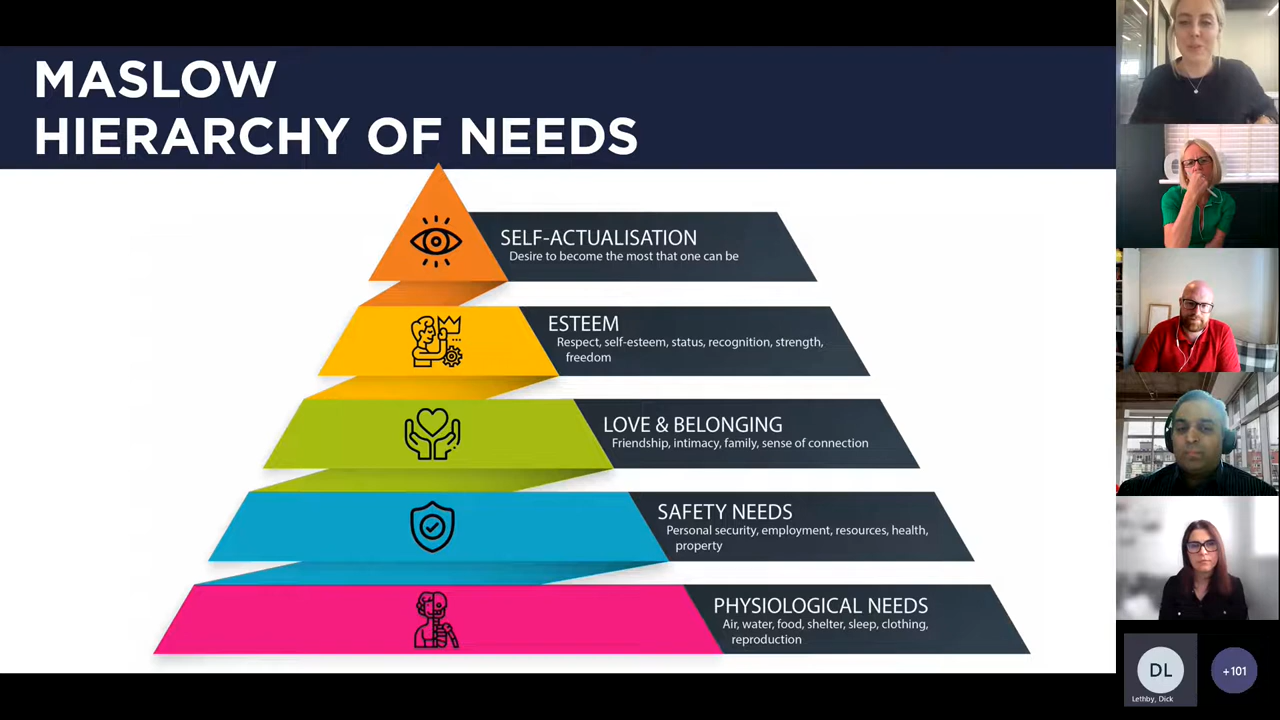 MASLOW
HIERARCHY OF NEEDS
SELF-ACTUALISATION
Desire to become the most that one can be
ESTEEM
Respect, self-esteem, status, recognition, strength,
freedom
LOVE & BELONGING
Friendship, intimacy, family, sense of connection
SAFETY NEEDS
Personal security, employment, resources, health,
property
PHYSIOLOGICAL NEEDS
Air, water, food, shelter, sleep, clothing,
reproduction
DL
Lethby, Dick
+101